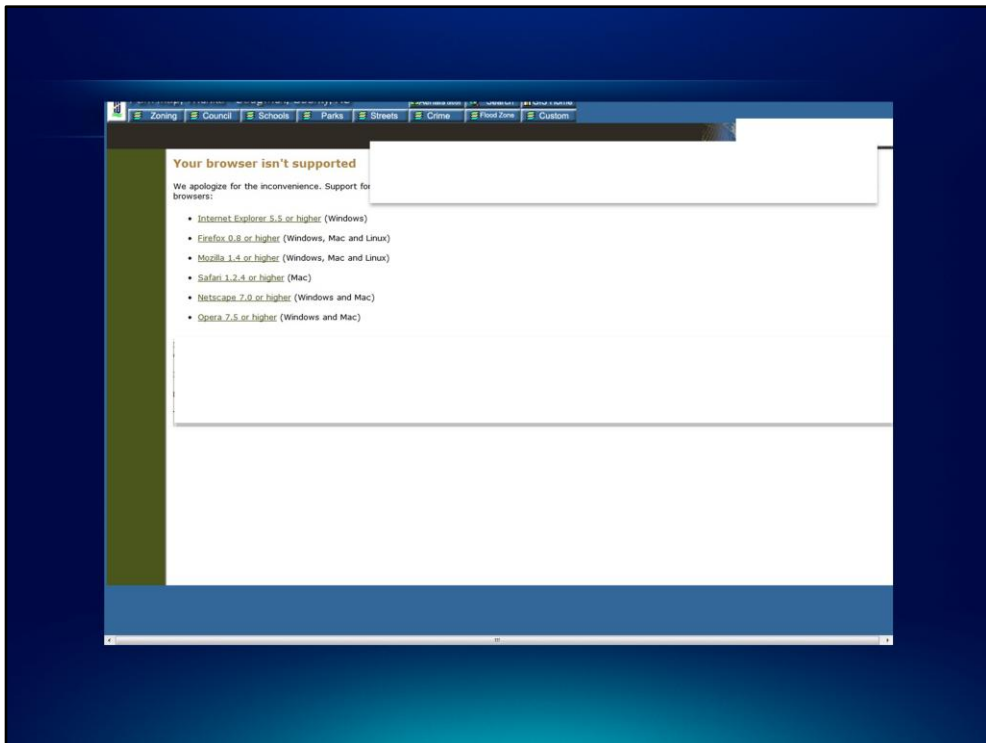 Search GIS Home
Zoning Council Schools Parks Streets Crime Flood Zone Custom
Your browser isn't supported
We apologize for the inconvenience. Support for
browsers:
• Internet Explorer 5.5 or higher (Windows)
• Firefox 0.8 or higher (Windows, Mac and Linux)
• Mozilla 1.4 or higher (Windows, Mac and Linux)
• Safari 1.2.4 or higher (Mac)
• Netscape 7.0 or higher (Windows and Mac)
• Opera 7.5 or higher (Windows and Mac)